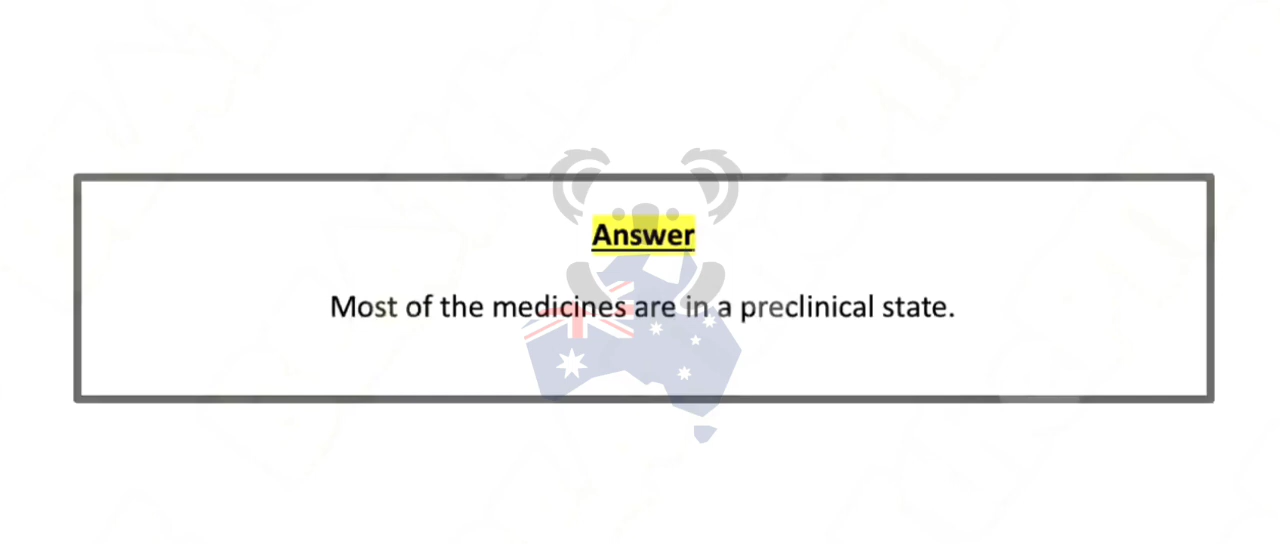 Answer
Most of the medicines are in a preclinical state.